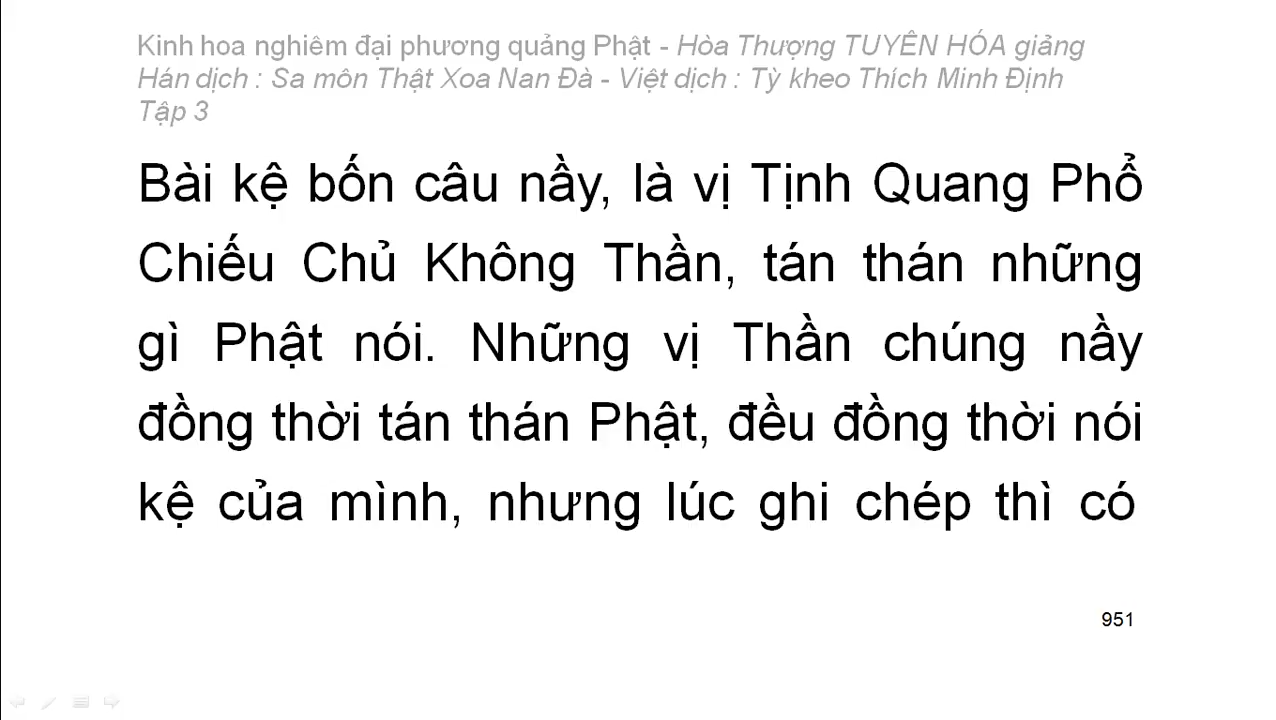 Kinh hoa nghiêm đại phương quảng Phật - Hòa Thượng TUYÊN HÓA giảng
Hán dịch : Sa môn Thật Xoa Nan Đà - Việt dịch : Tỳ kheo Thích Minh Định
Tập 3
Bài kệ bốn câu nầy, là vị Tịnh Quang Phổ
Chiếu Chủ Không Thần, tán thán những
gì Phật nói. Những vị Thần chúng nầy
đồng thời tán thán Phật, đều đồng thời nói
kệ của mình, nhưng lúc ghi chép thì có
951